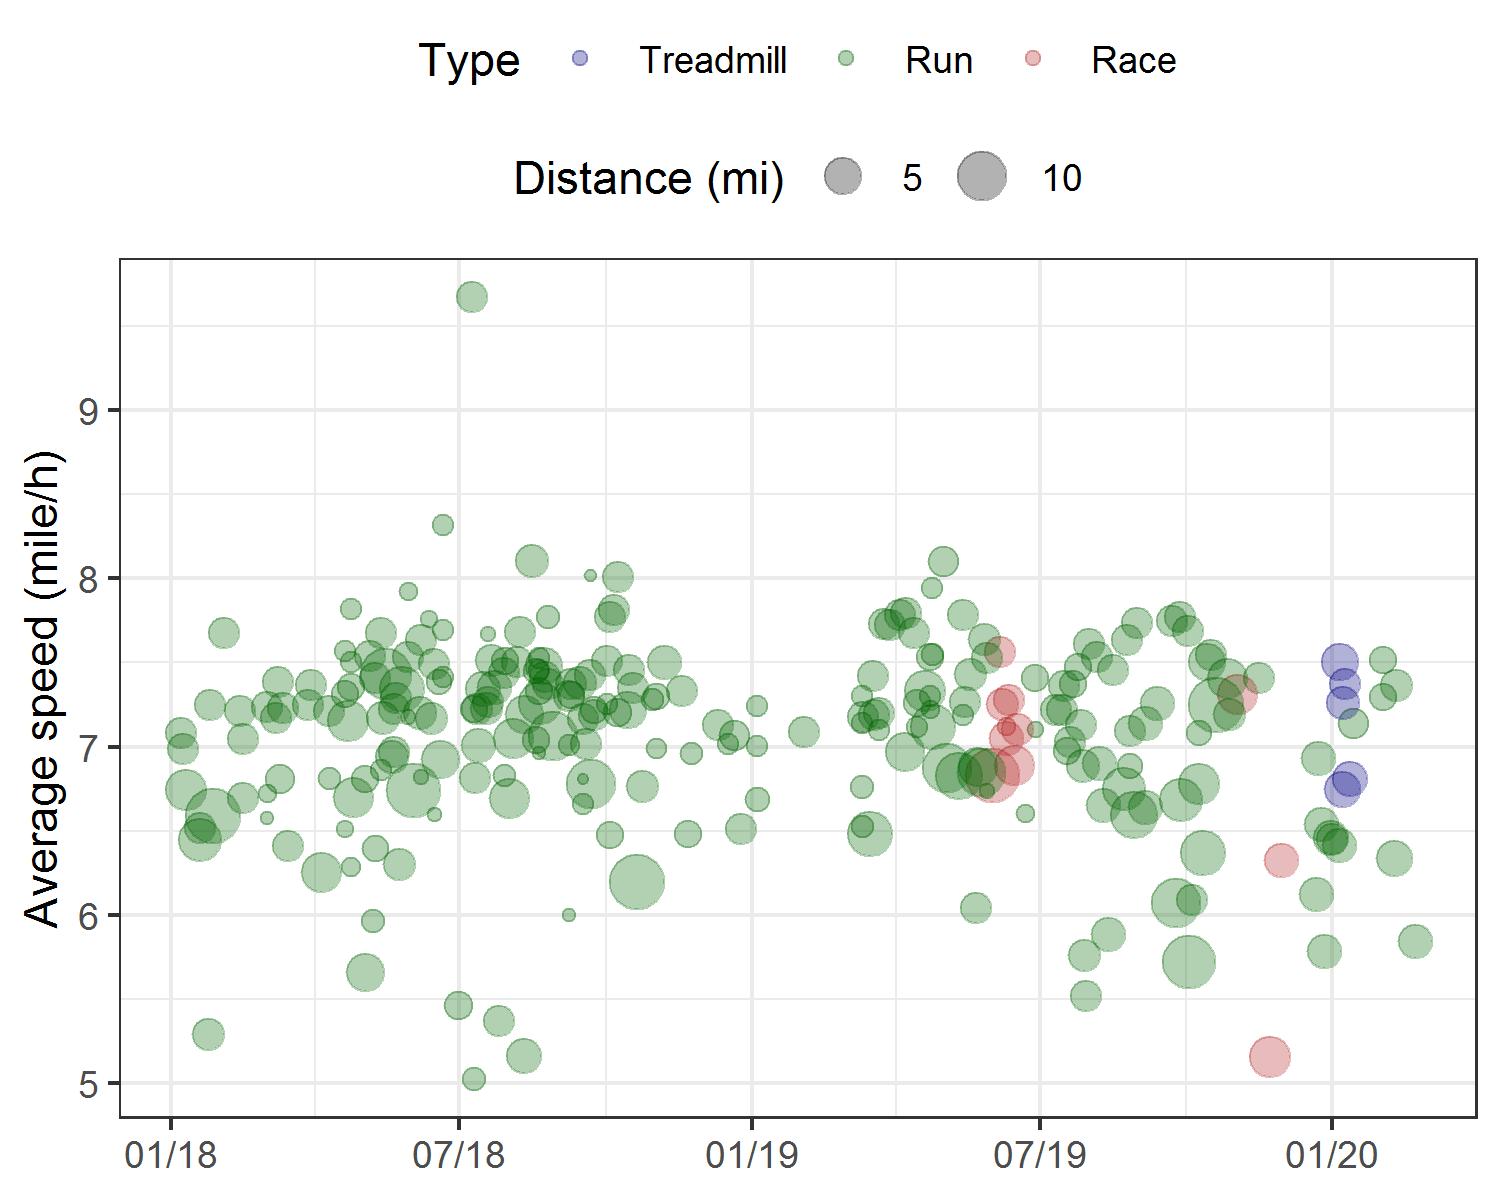 Type Treadmill Run Race
Distance (mi) 5 10
Average speed (mile/h)
9
8
7
6
5
01/18 07/18 01/19 07/19 01/20